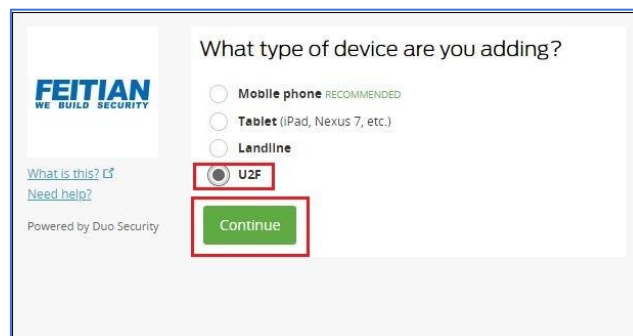 FEITIAN
WE BUILD SECURITY
What is this?
Need help?
Powered by Duo Security
What type of device are you adding?
Mobile phone RECOMMENDED
Tablet (iPad, Nexus 7, etc.)
Landline
U2F
Continue